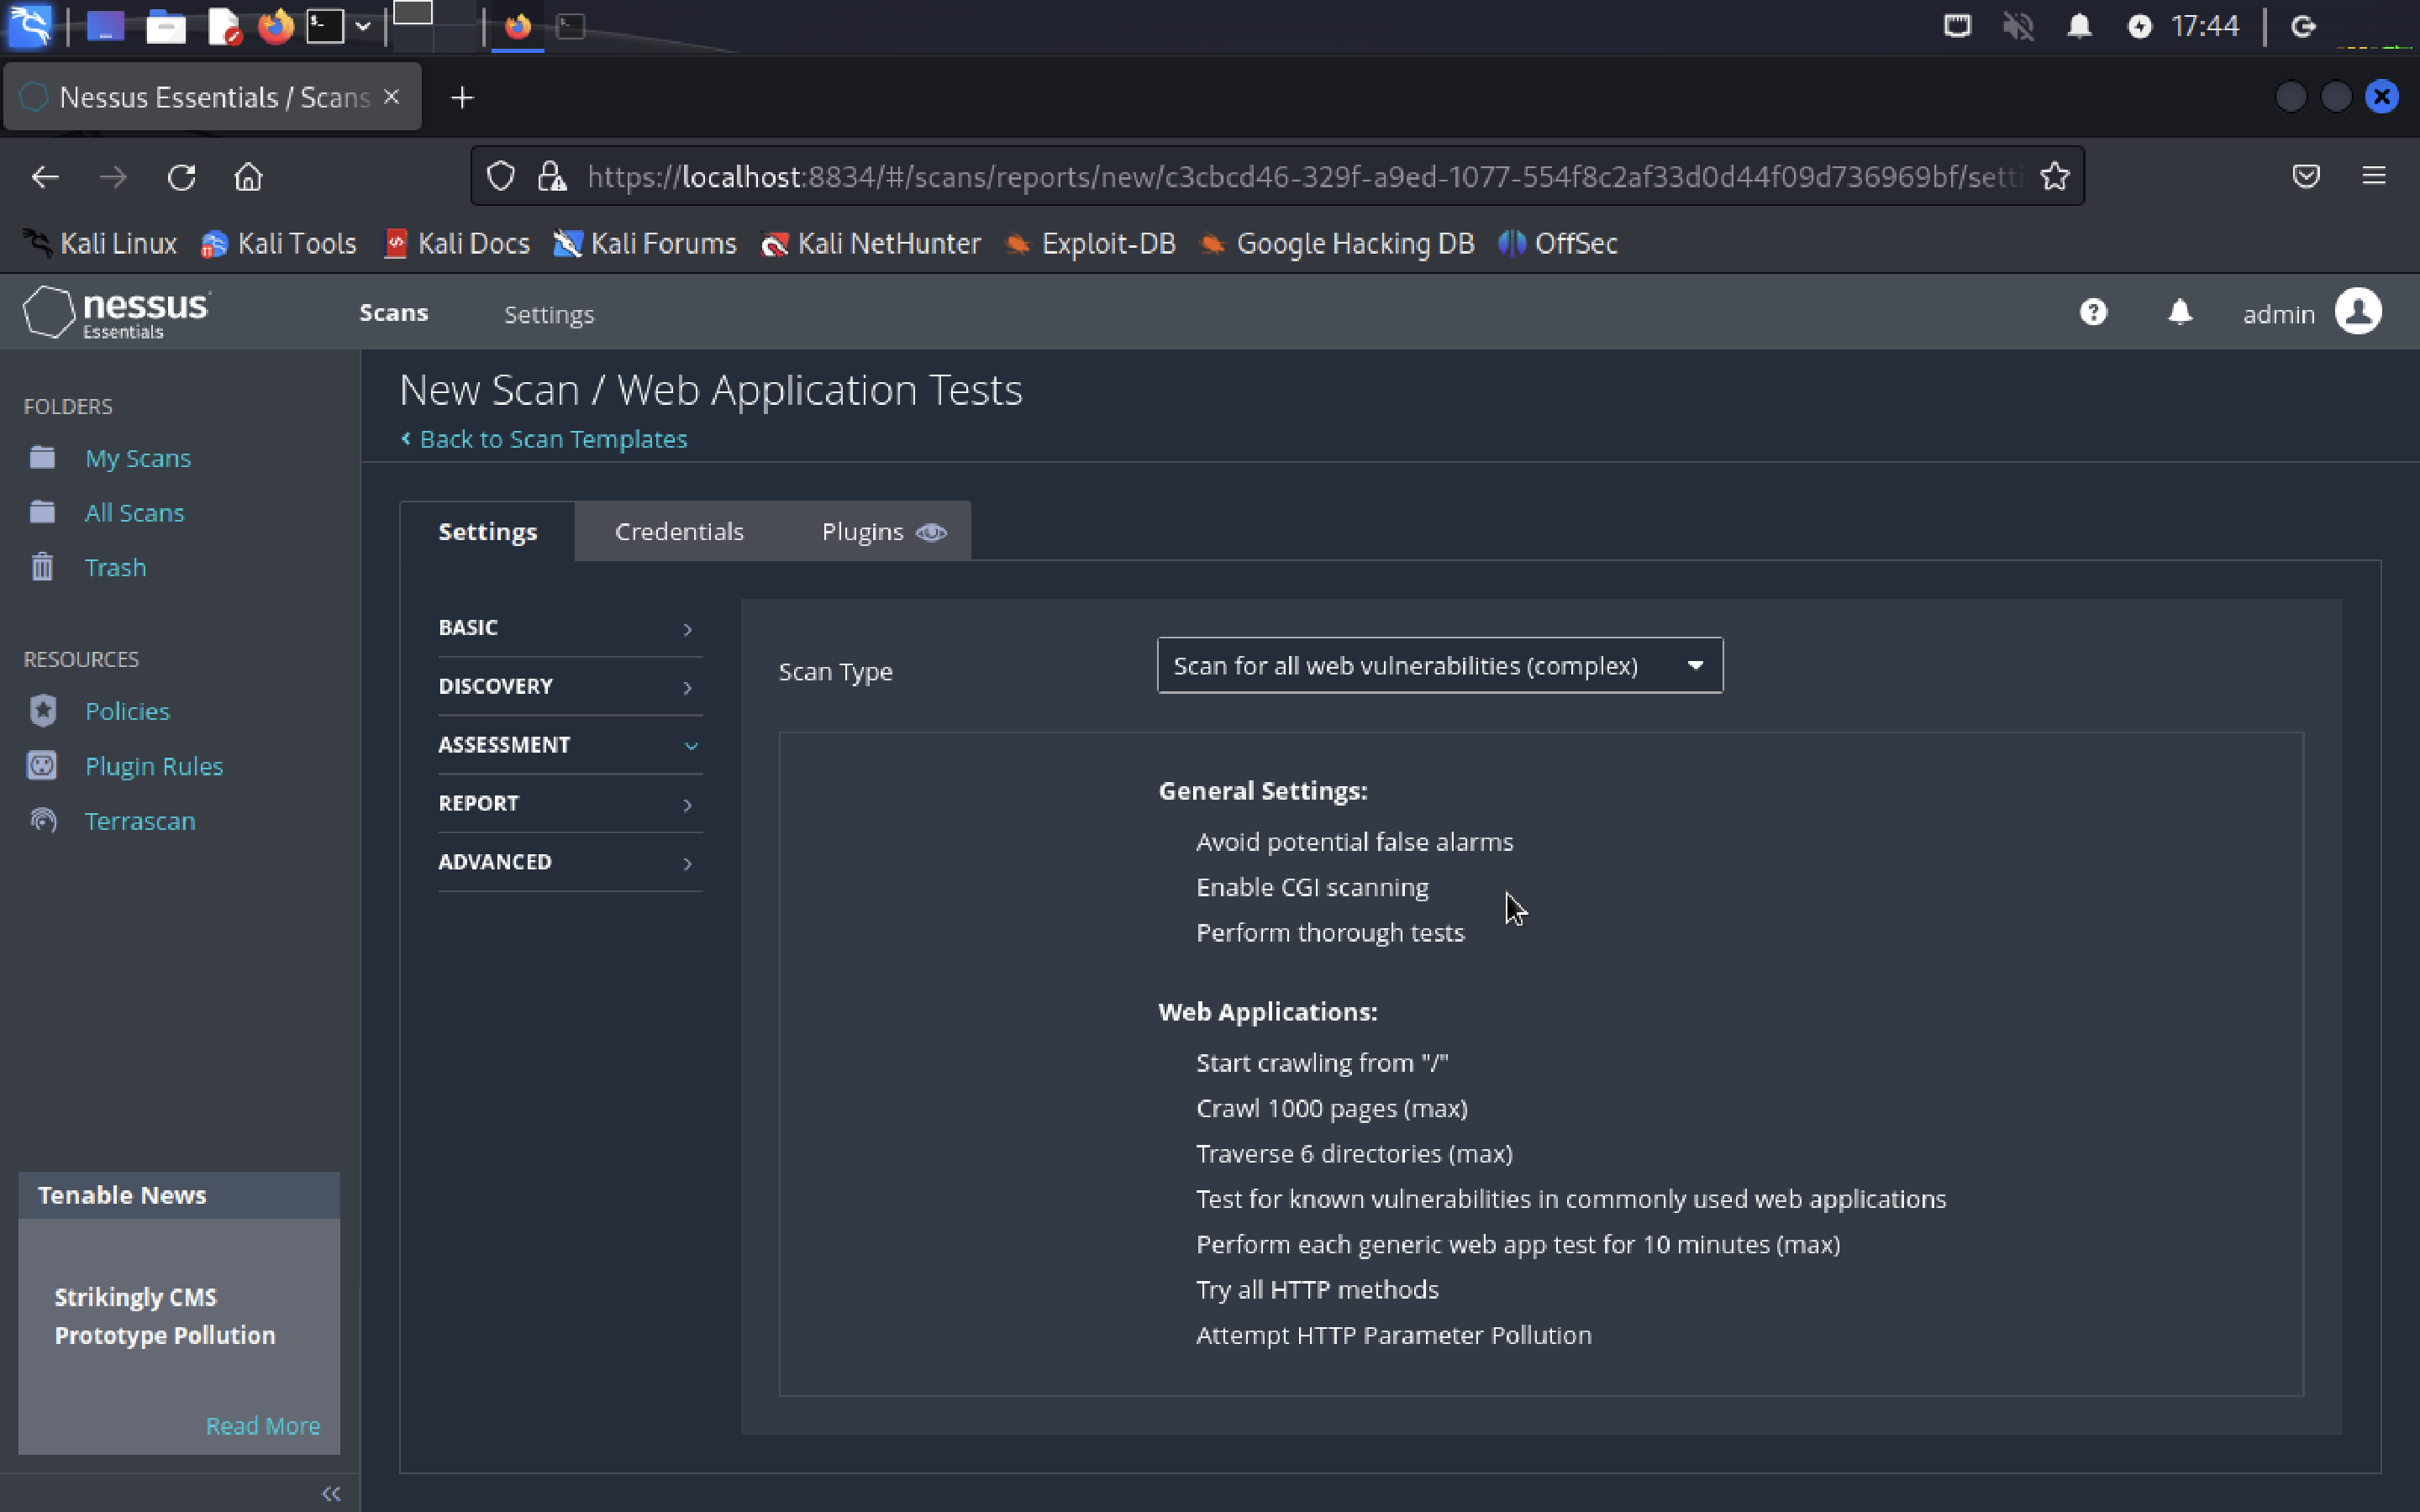 17:44
Nessus Essentials / Scans
https://localhost:8834/#/scans/reports/new/c3cbcd46-329f-a9ed-1077-554f8c2af33d0d44f09d736969bf/setti
Kali Linux Kali Tools Kali Docs Kali Forums Kali NetHunter Exploit-DB Google Hacking DB OffSec
nessus
Essentials
Scans Settings admin
FOLDERS
My Scans
All Scans
Trash
RESOURCES
Policies
Plugin Rules
Terrascan
Tenable News
Strikingly CMS
Prototype Pollution
Read More
New Scan / Web Application Tests
Back to Scan Templates
Settings Credentials Plugins
BASIC
DISCOVERY
ASSESSMENT
REPORT
ADVANCED
Scan Type Scan for all web vulnerabilities (complex)
General Settings:
Avoid potential false alarms
Enable CGI scanning
Perform thorough tests
Web Applications:
Start crawling from "/"
Crawl 1000 pages (max)
Traverse 6 directories (max)
Test for known vulnerabilities in commonly used web applications
Perform each generic web app test for 10 minutes (max)
Try all HTTP methods
Attempt HTTP Parameter Pollution